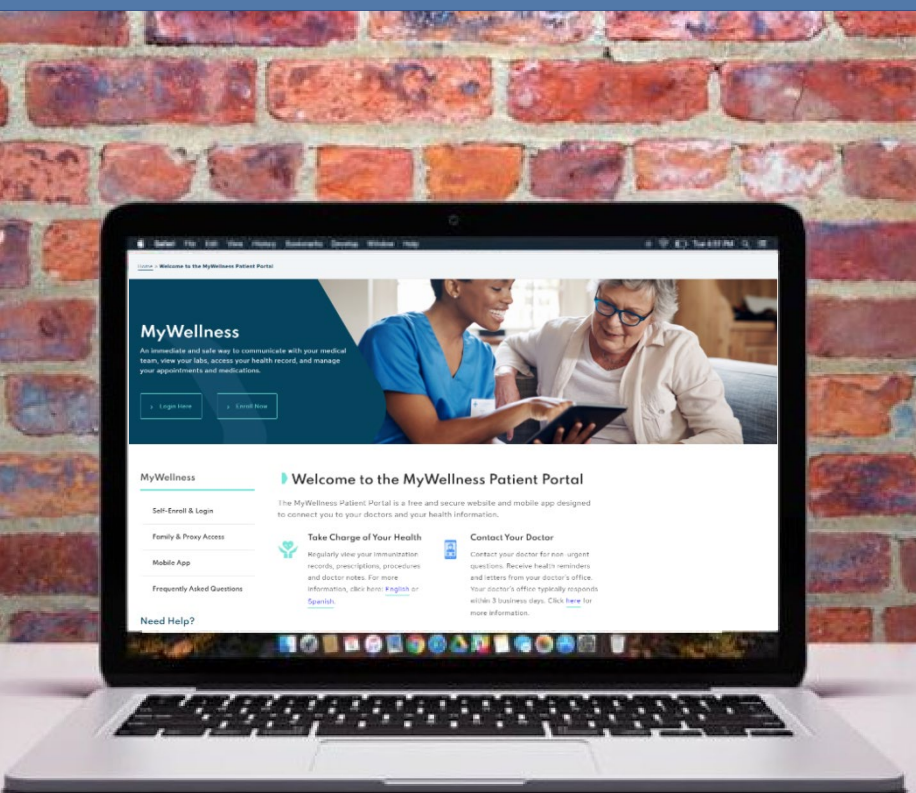 Safari File Edit View History Bookmarks Develop Window Help
Tue 4:51 PM
Home > Welcome to the MyWellness Patient Portal
MyWellness
An immediate and safe way to communicate with your medical
team, view your labs, access your health record, and manage
your appointments and medications.
› Login Here
› Enroll Now
MyWellness
Self-Enroll & Login
Family & Proxy Access
Mobile App
Frequently Asked Questions
Need Help?
Welcome to the MyWellness Patient Portal
The MyWellness Patient Portal is a free and secure website and mobile app designed
to connect you to your doctors and your health information.
Take Charge of Your Health
Regularly view your immunization
records, prescriptions, procedures
and doctor notes. For more
information, click here: English or
Spanish.
Contact Your Doctor
Contact your doctor for non-urgent
questions. Receive health reminders
and letters from your doctor's office.
Your doctor's office typically responds
within 3 business days. Click here for
more information.